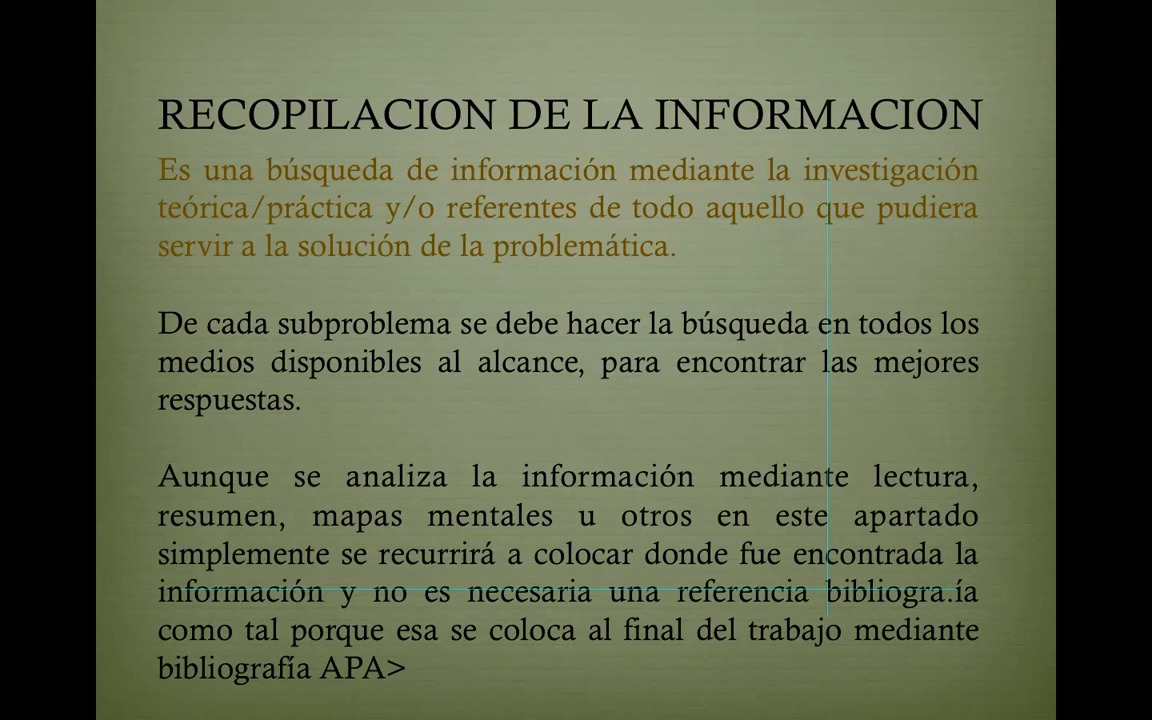 RECOPILACION DE LA INFORMACION
Es una búsqueda de información mediante la investigación
teórica/práctica y/o referentes de todo aquello que pudiera
servir a la solución de la problemática.
De cada subproblema se debe hacer la búsqueda en todos los
medios disponibles al alcance, para encontrar las mejores
respuestas.
Aunque se analiza la información mediante lectura,
resumen, mapas mentales u otros en este apartado
simplemente se recurrirá a colocar donde fue encontrada la
información y no es necesaria una referencia bibliogra.ía
como tal porque esa se coloca al final del trabajo mediante
bibliografía APA>